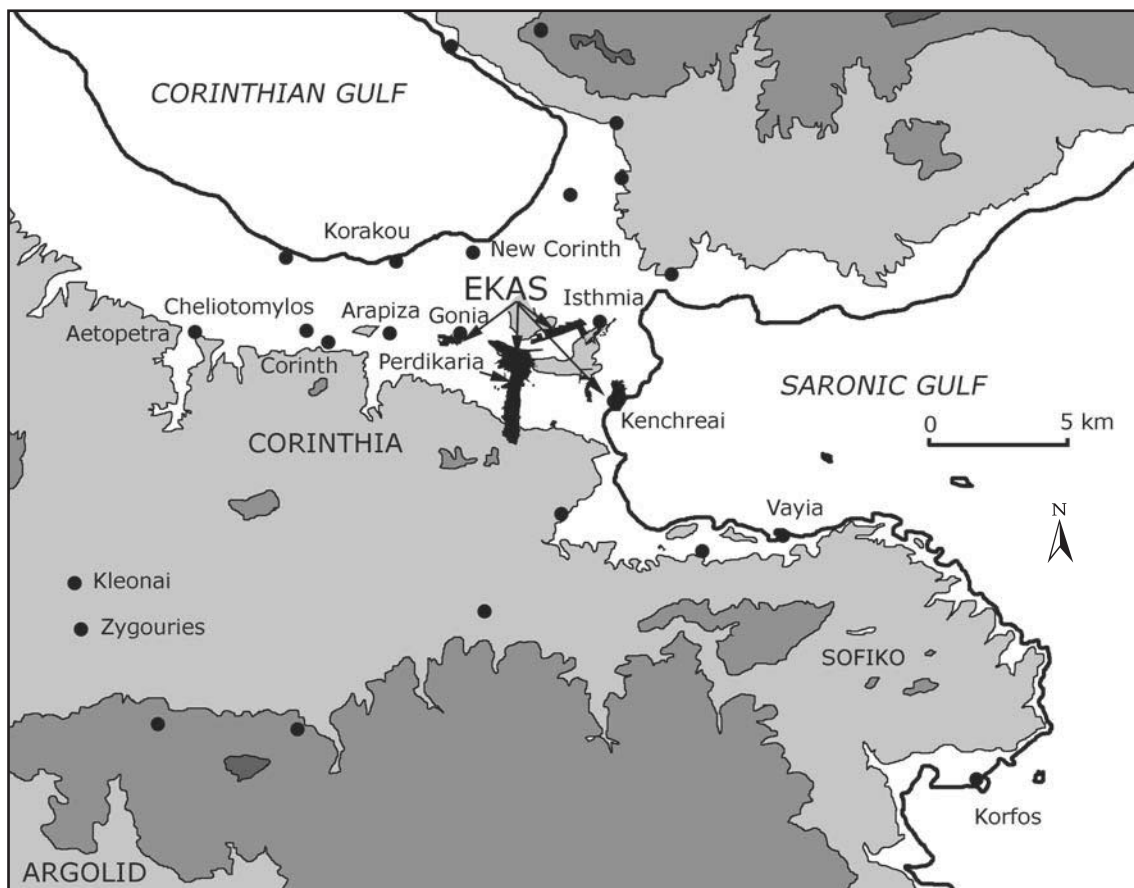 CORINTHIAN GULF
Korakou
New Corinth
EKAS
Cheliotomylos
Arapiza
Gonia
Isthmia
Aetopetra
Corinth
Perdikaria
SARONIC GULF
Kenchreai
0 5 km
CORINTHIA
Vayia
N
Kleonai
Zygouries
SOFIKO
Korfos
ARGOLID